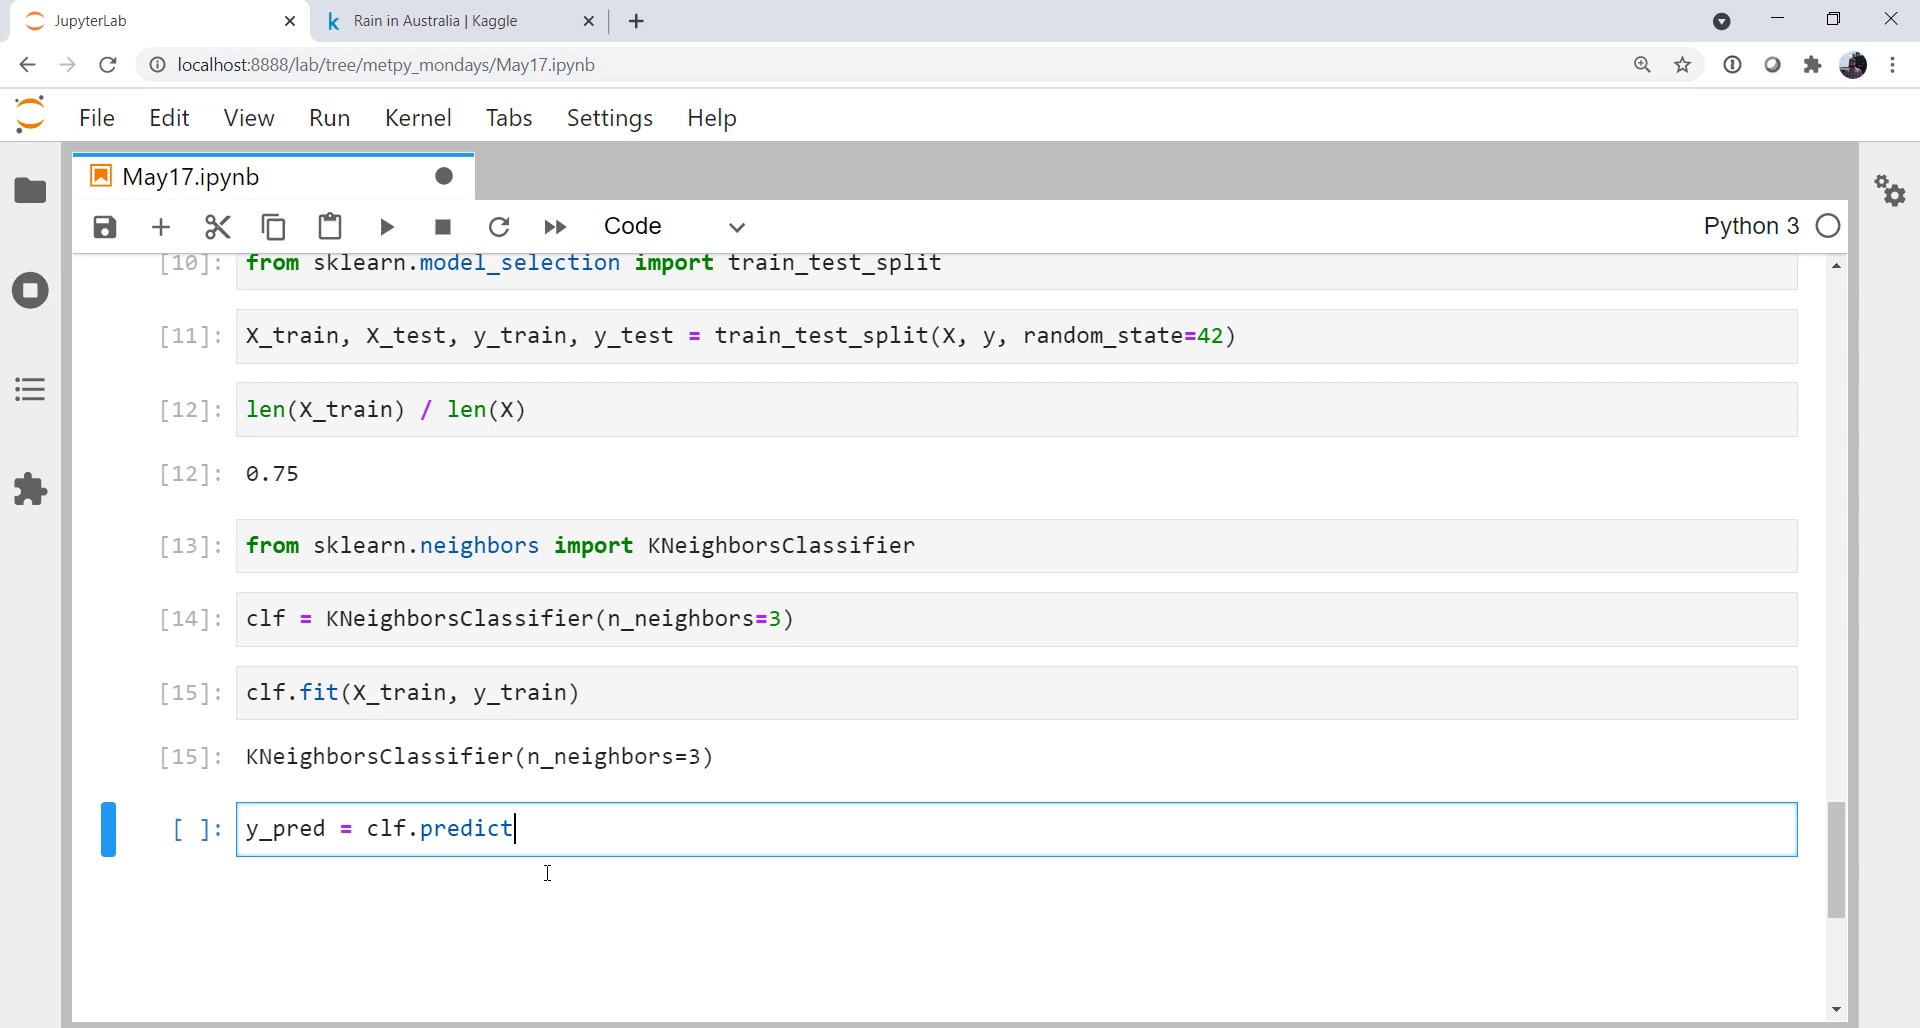 JupyterLab
Rain in Australia | Kaggle
localhost:8888/lab/tree/metpy_mondays/May17.ipynb
File Edit View Run Kernel Tabs Settings Help
May17.ipynb
Code
Python 3
[10]: from sklearn.model_selection import train_test_split
[11]: X_train, X_test, y_train, y_test = train_test_split(X, y, random_state=42)
[12]: len(X_train) / len(X)
[12]: 0.75
[13]: from sklearn.neighbors import KNeighborsClassifier
[14]: clf = KNeighborsClassifier(n_neighbors=3)
[15]: clf.fit(X_train, y_train)
[15]: KNeighborsClassifier(n_neighbors=3)
[ ]: y_pred = clf.predict